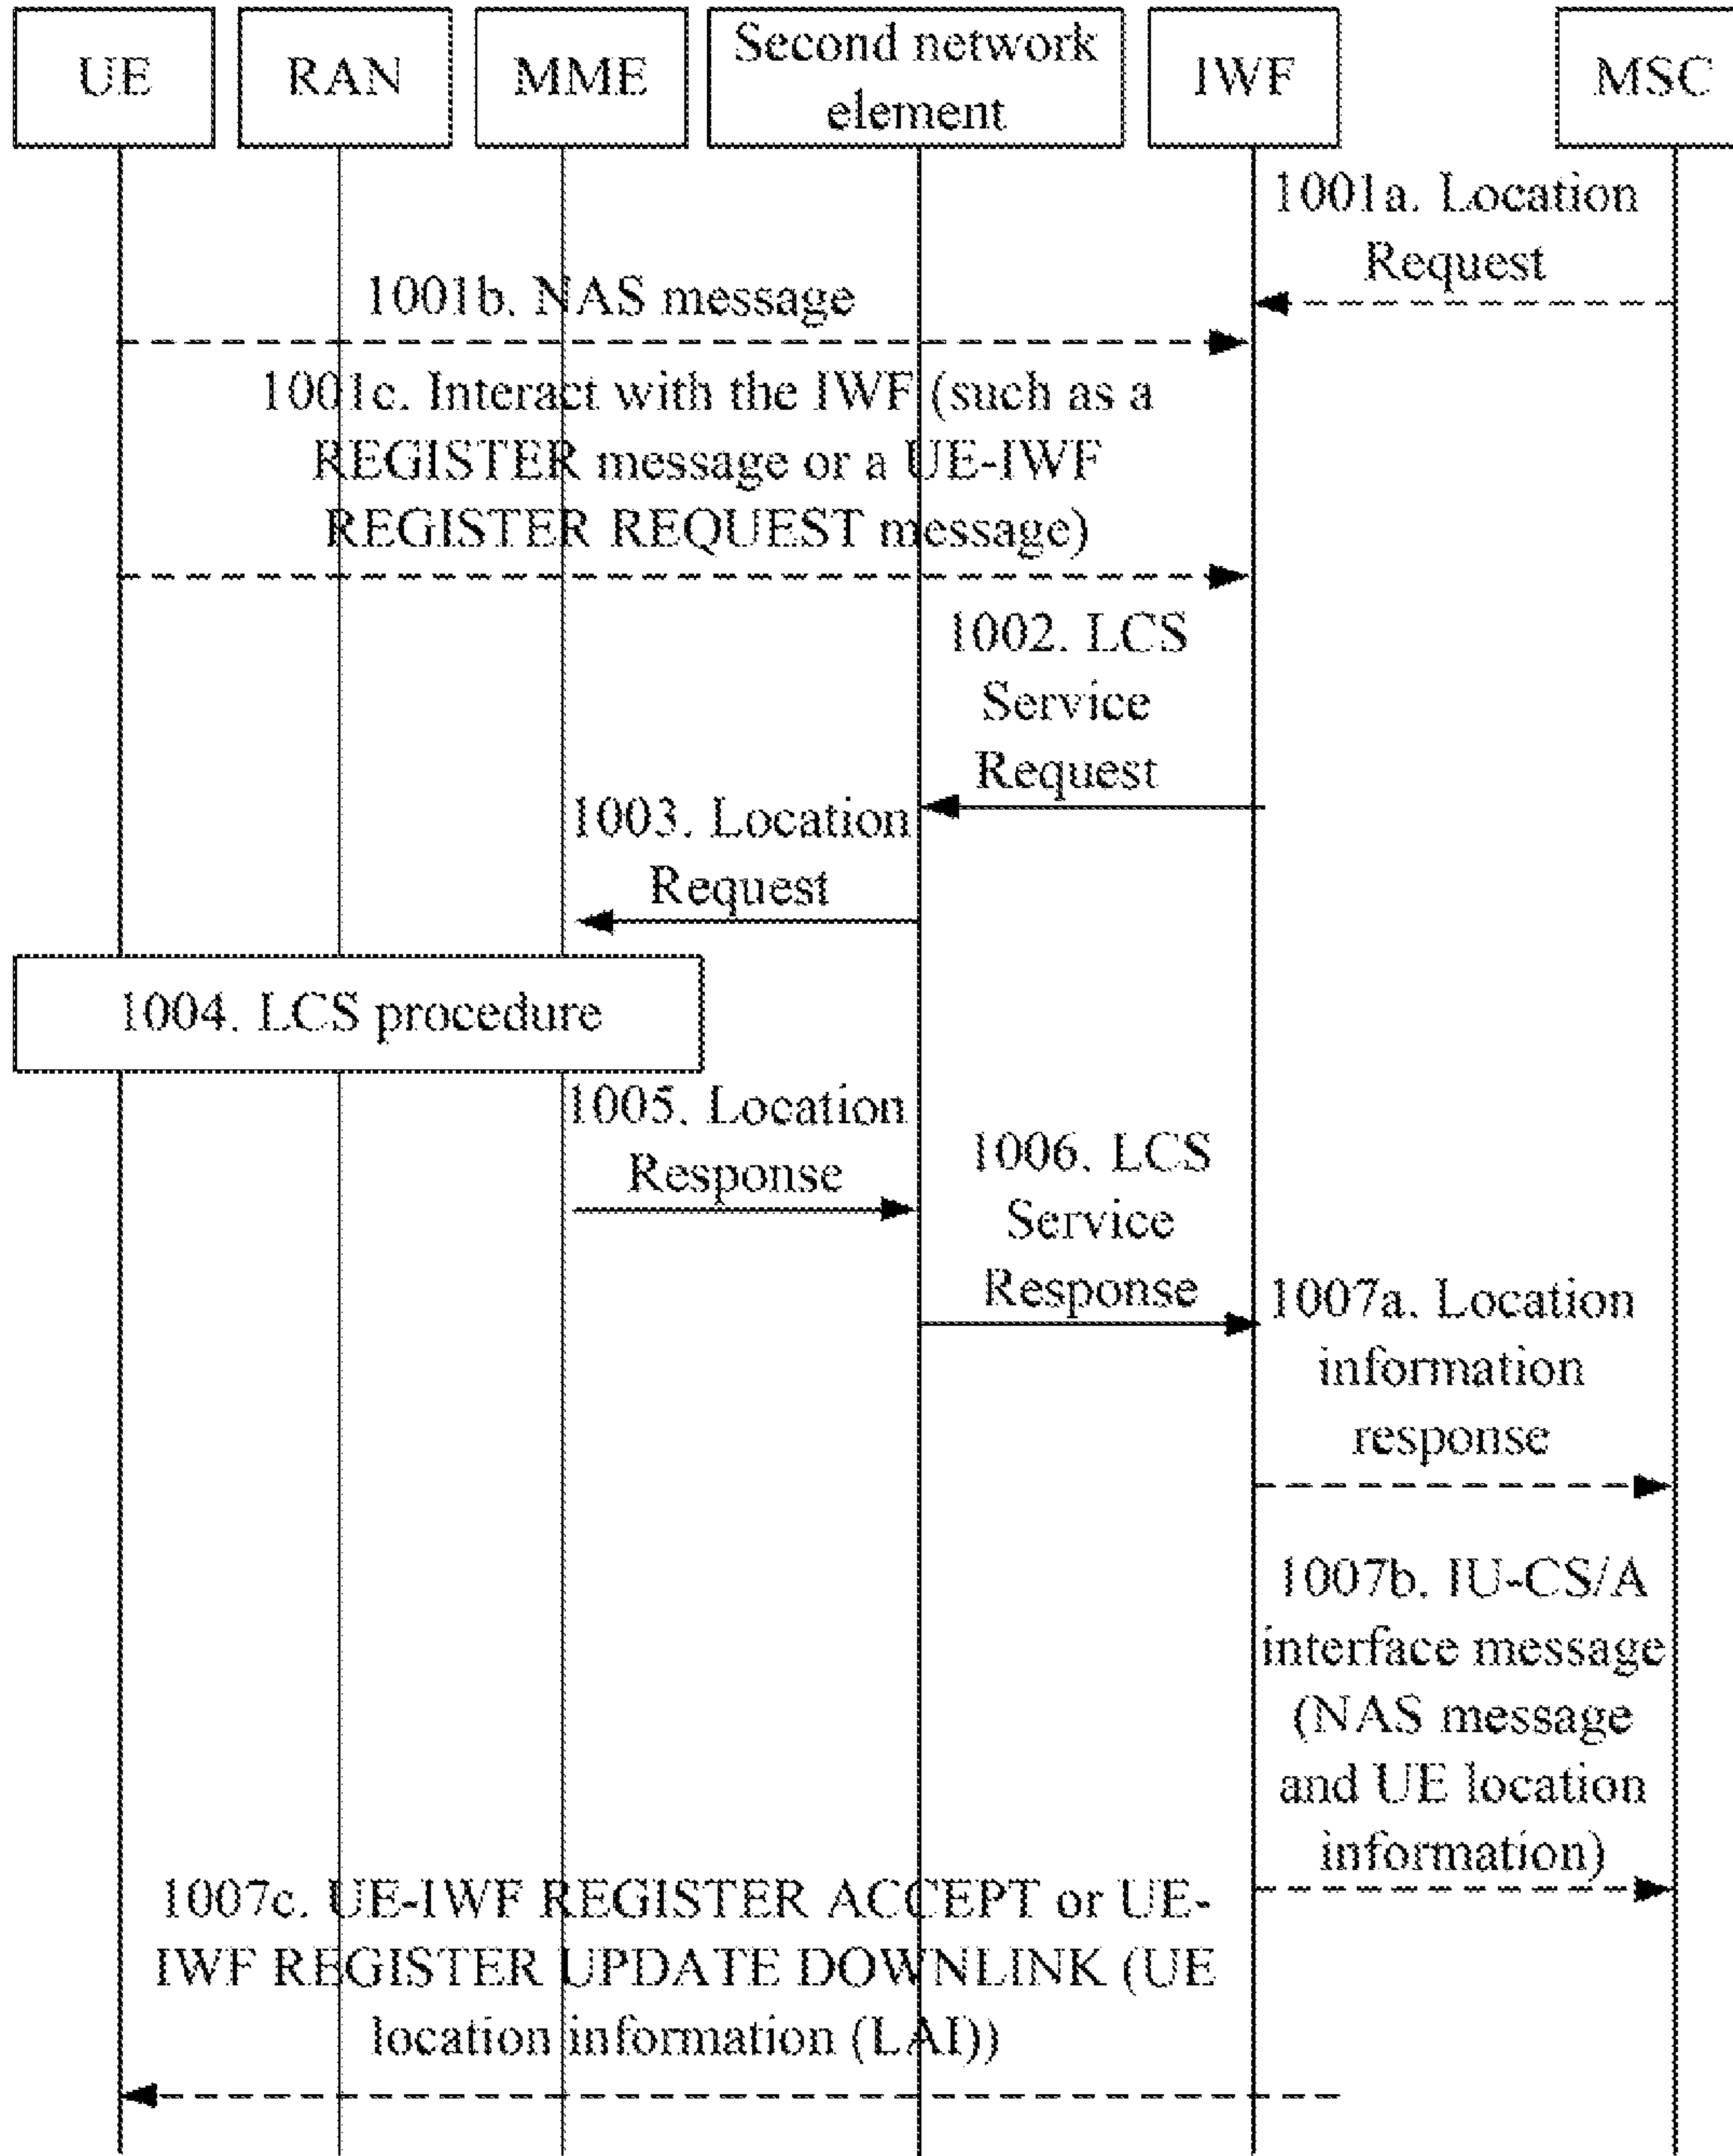 UE
RAN
MME
Second network
element
IWF
MSC
1001a. Location
Request
1001b. NAS message
1001c. Interact with the IWF (such as a
REGISTER message or a UE-IWF
REGISTER REQUEST message)
1002. LCS
Service
Request
1003. Location
Request
1004. LCS procedure
1005. Location
Response
1006. LCS
Service
Response
1007a. Location
information
response
1007b. IU-CS/A
interface message
(NAS message
and UE location
information)
1007c. UE-IWF REGISTER ACCEPT or UE-
IWF REGISTER UPDATE DOWNLINK (UE
location information (LAI))